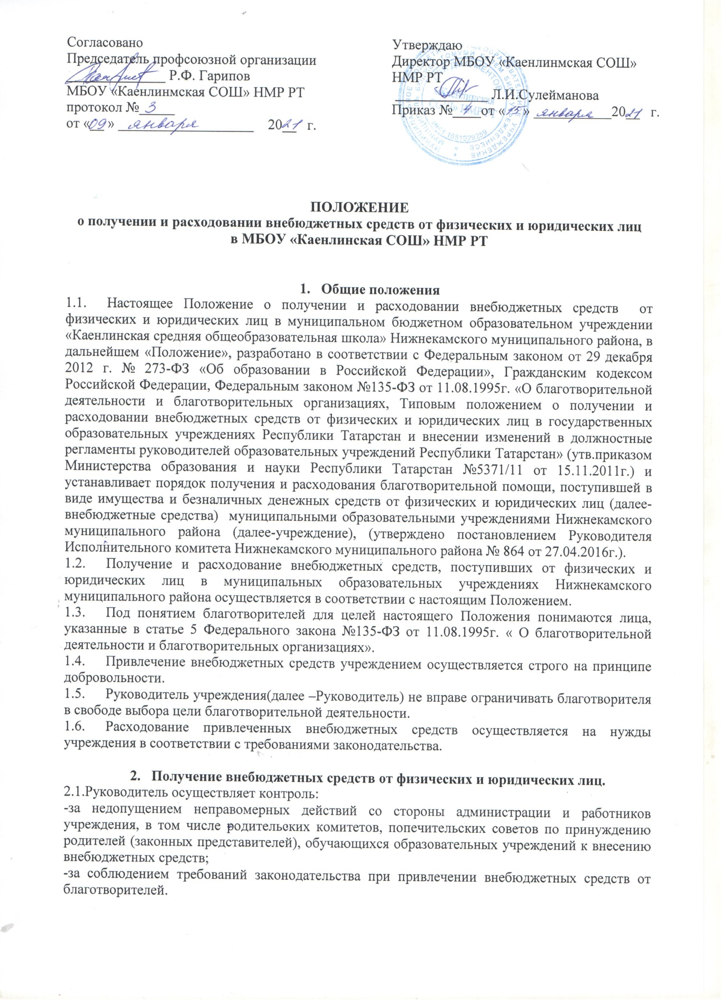 Согласовано
Председатель профсоюзной организации
______________ Р.Ф. Гарипов
МБОУ «Каенлинмская СОШ» НМР РТ
протокол № 3
от «09» января 2021 г.
Утверждаю
Директор МБОУ «Каенлинмская СОШ»
НМР РТ
_____________ Л.И.Сулейманова
Приказ № 4 от «15» января 2021 г.
ИНН 1651029259
ПОЛОЖЕНИЕ
о получении и расходовании внебюджетных средств от физических и юридических лиц
в МБОУ «Каенлинская СОШ» НМР РТ
1. Общие положения
1.1. Настоящее Положение о получении и расходовании внебюджетных средств от
физических и юридических лиц в муниципальном бюджетном образовательном учреждении
«Каенлинская средняя общеобразовательная школа» Нижнекамского муниципального района, в
дальнейшем «Положение», разработано в соответствии с Федеральным законом от 29 декабря
2012 г. № 273-ФЗ «Об образовании в Российской Федерации», Гражданским кодексом
Российской Федерации, Федеральным законом №135-ФЗ от 11.08.1995г. «О благотворительной
деятельности и благотворительных организациях, Типовым положением о получении и
расходовании внебюджетных средств от физических и юридических лиц в государственных
образовательных учреждениях Республики Татарстан и внесении изменений в должностные
регламенты руководителей образовательных учреждений Республики Татарстан» (утв.приказом
Министерства образования и науки Республики Татарстан №5371/11 от 15.11.2011г.) и
устанавливает порядок получения и расходования благотворительной помощи, поступившей в
виде имущества и безналичных денежных средств от физических и юридических лиц (далее-
внебюджетные средства) муниципальными образовательными учреждениями Нижнекамского
муниципального района (далее-учреждение), (утверждено постановлением Руководителя
Исполнительного комитета Нижнекамского муниципального района № 864 от 27.04.2016г.).
1.2. Получение и расходование внебюджетных средств, поступивших от физических и
юридических лиц в муниципальных образовательных учреждениях Нижнекамского
муниципального района осуществляется в соответствии с настоящим Положением.
1.3. Под понятием благотворителей для целей настоящего Положения понимаются лица,
указанные в статье 5 Федерального закона №135-ФЗ от 11.08.1995г. « О благотворительной
деятельности и благотворительных организациях».
1.4. Привлечение внебюджетных средств учреждением осуществляется строго на принципе
добровольности.
1.5. Руководитель учреждения(далее –Руководитель) не вправе ограничивать благотворителя
в свободе выбора цели благотворительной деятельности.
1.6. Расходование привлеченных внебюджетных средств осуществляется на нужды
учреждения в соответствии с требованиями законодательства.
2. Получение внебюджетных средств от физических и юридических лиц.
2.1.Руководитель осуществляет контроль:
-за недопущением неправомерных действий со стороны администрации и работников
учреждения, в том числе родительских комитетов, попечительских советов по принуждению
родителей (законных представителей), обучающихся образовательных учреждений к внесению
внебюджетных средств;
-за соблюдением требований законодательства при привлечении внебюджетных средств от
благотворителей.